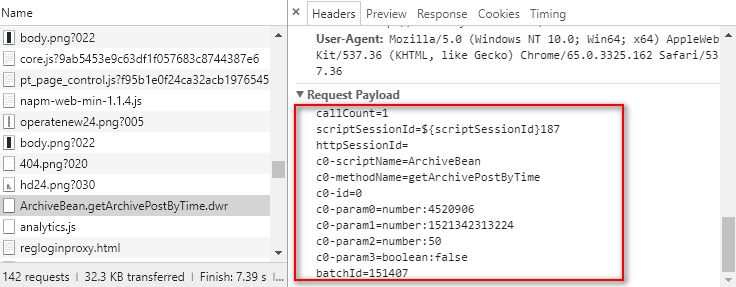 Name
body.png?022
core.js?9ab5453e9c63df1f057683c8744387e6
pt_page_control.js?f95b1e0f24ca32acb1976545
napm-web-min-1.1.4.js
operatenew24.png?005
body.png?022
404.png?020
hd24.png?030
ArchiveBean.getArchivePostByTime.dwr
analytics.js
regloginproxy.html
142 requests | 32.3 KB transferred | Finish: 7.39 s
× Headers Preview Response Cookies Timing
User-Agent: Mozilla/5.0 (Windows NT 10.0; Win64; x64) AppleWeb
Kit/537.36 (KHTML, like Gecko) Chrome/65.0.3325.162 Safari/53
7.36
▼ Request Payload
callCount=1
scriptSessionId=${scriptSessionId}187
httpSessionId=
c0-scriptName=ArchiveBean
c0-methodName=getArchivePostByTime
c0-id=0
c0-param0=number:4520906
c0-param1=number:1521342313224
c0-param2=number:50
c0-param3=boolean:false
batchId=151407